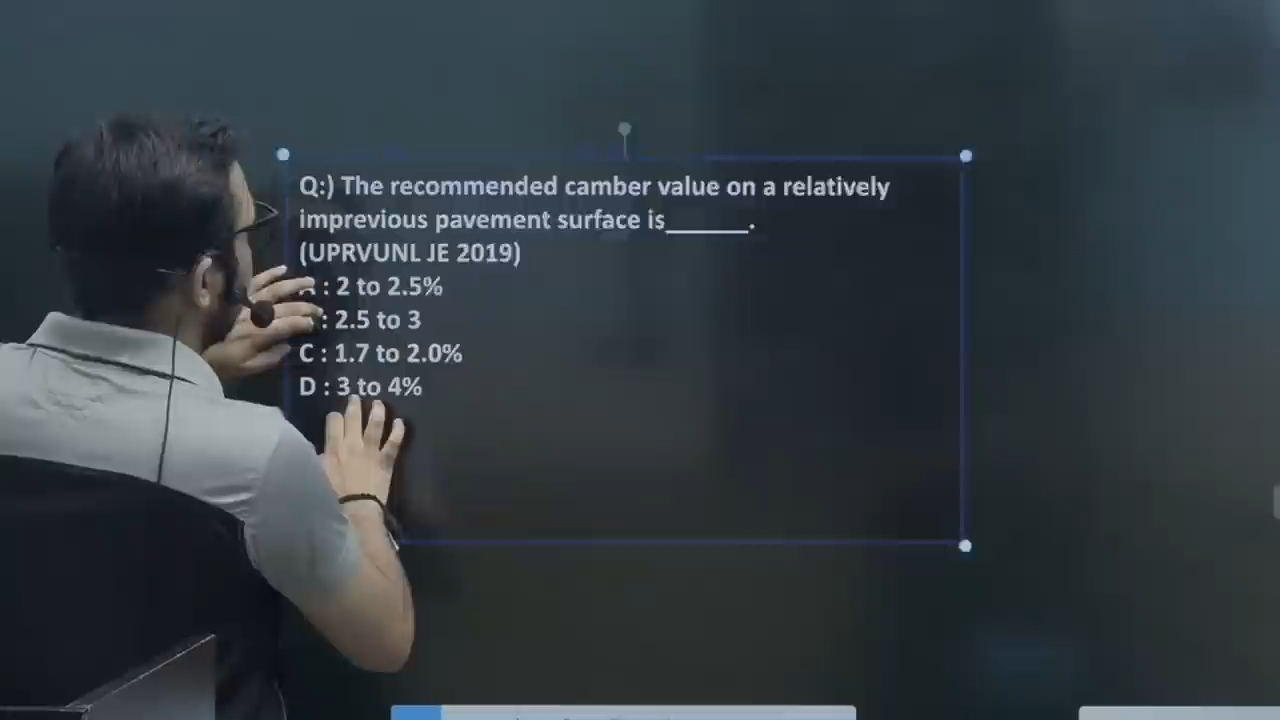 Q:) The recommended camber value on a relatively
imprevious pavement surface is______.
(UPRVUNL JE 2019)
: 2 to 2.5%
: 2.5 to 3
C : 1.7 to 2.0%
D : 3 to 4%